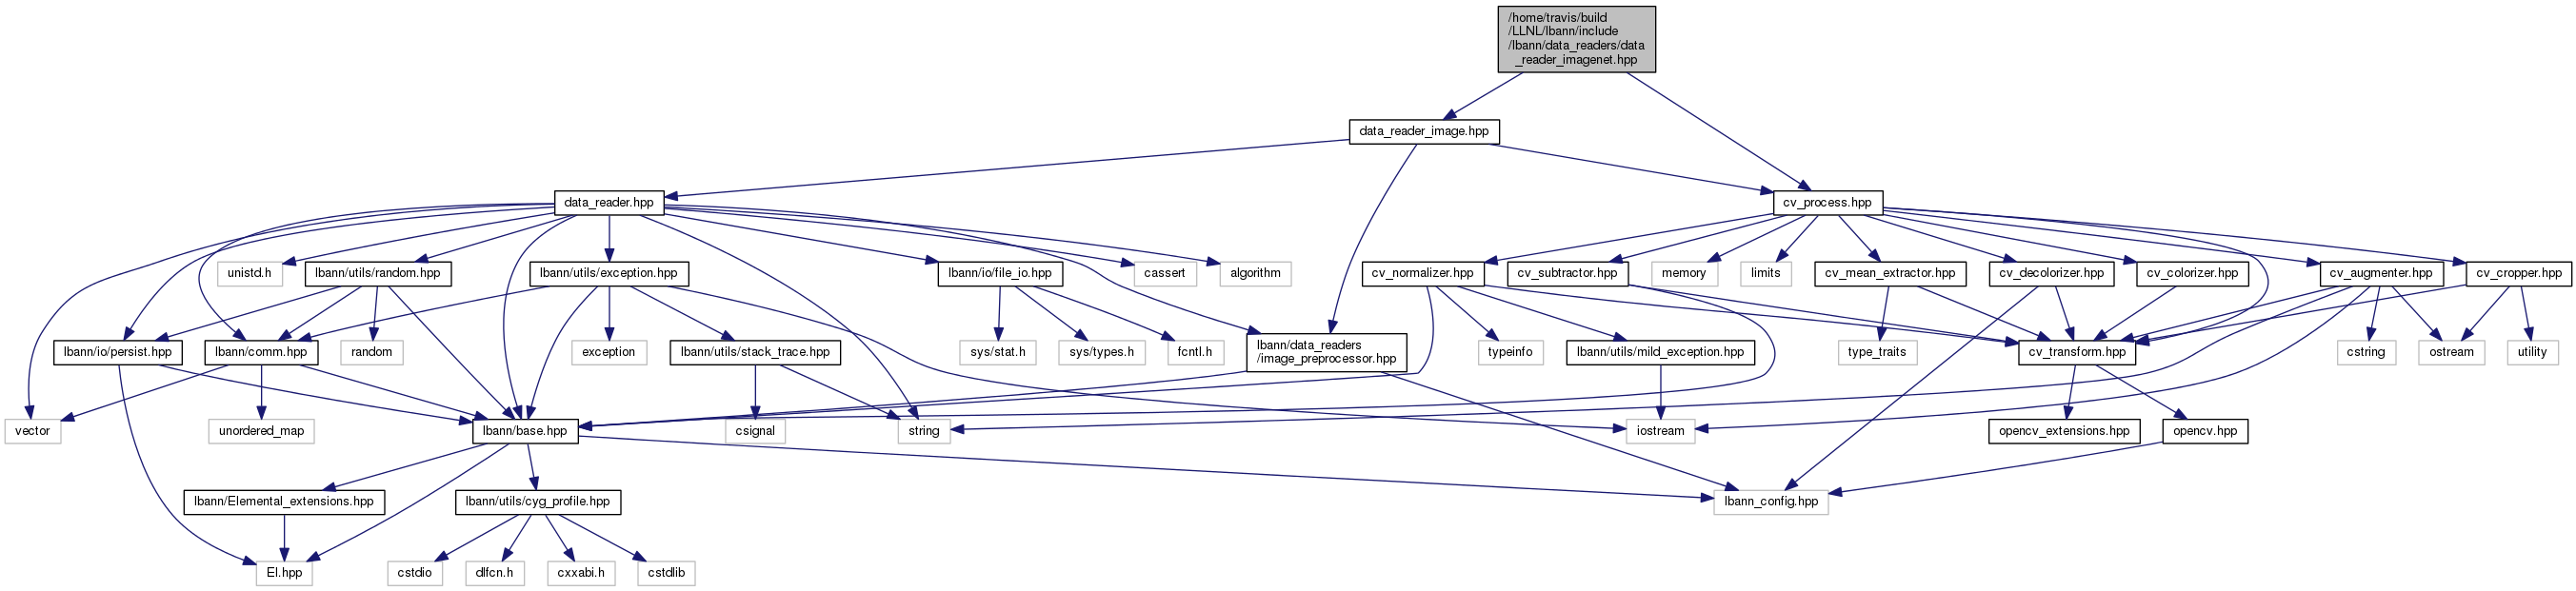 /home/travis/build
/LLNL/lbann/include
/lbann/data_readers/data
_reader_imagenet.hpp
data_reader_image.hpp
data_reader.hpp
cv_process.hpp
unistd.h
lbann/utils/random.hpp
lbann/utils/exception.hpp
lbann/io/file_io.hpp
cassert
algorithm
cv_normalizer.hpp
cv_subtractor.hpp
memory
limits
cv_mean_extractor.hpp
cv_decolorizer.hpp
cv_colorizer.hpp
cv_augmenter.hpp
cv_cropper.hpp
lbann/io/persist.hpp
lbann/comm.hpp
random
exception
lbann/utils/stack_trace.hpp
sys/stat.h
sys/types.h
fcntl.h
lbann/data_readers
/image_preprocessor.hpp
typeinfo
lbann/utils/mild_exception.hpp
type_traits
cv_transform.hpp
cstring
ostream
utility
vector
unordered_map
lbann/base.hpp
csignal
string
iostream
opencv_extensions.hpp
opencv.hpp
lbann/Elemental_extensions.hpp
lbann/utils/cyg_profile.hpp
lbann_config.hpp
El.hpp
cstdio
dlfcn.h
cxxabi.h
cstdlib